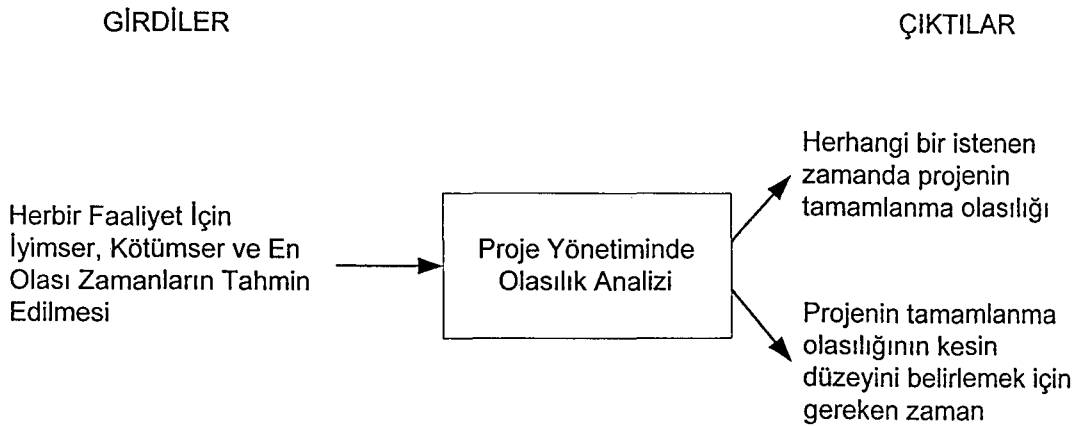 GİRDİLER
ÇIKTILAR
Herbir Faaliyet İçin
İyimser, Kötümser ve En
Olası Zamanların Tahmin
Edilmesi
Proje Yönetiminde
Olasılık Analizi
Herhangi bir istenen
zamanda projenin
tamamlanma olasılığı
Projenin tamamlanma
olasılığının kesin
düzeyini belirlemek için
gereken zaman